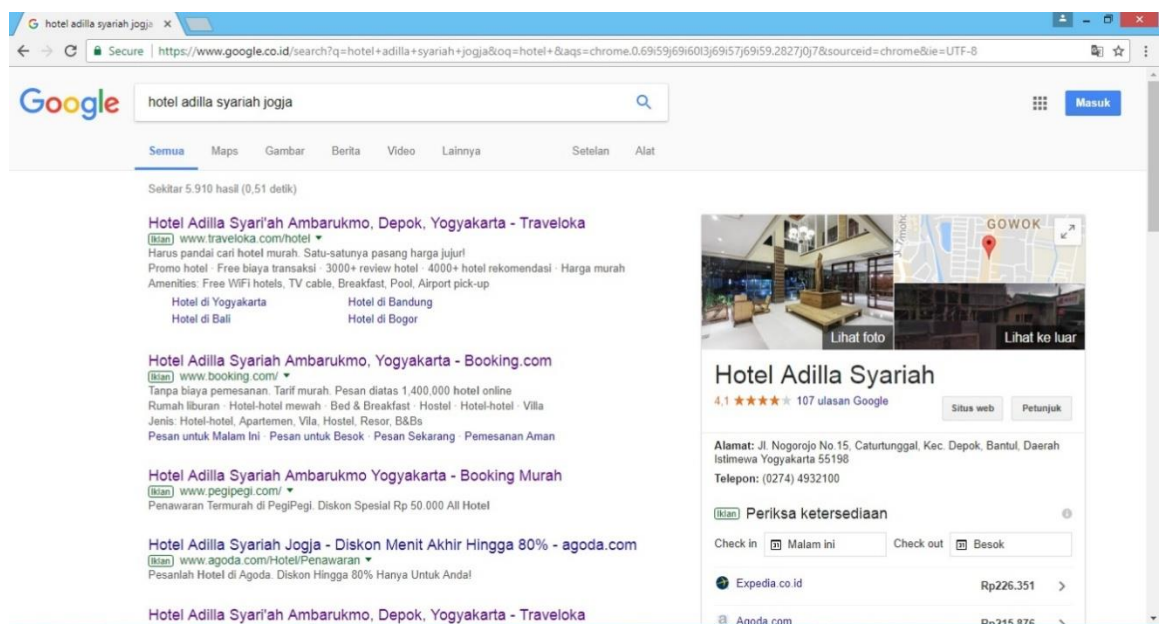 hotel adilla syariah jogja
Secure | https://www.google.co.id/search?q=hotel+adilla+syariah+jogja&oq=hotel+&aqs=chrome.0.69i59j69i60l3j69i57j69i59.2827j0j7&sourceid=chrome&ie=UTF-8
Google
hotel adilla syariah jogja
Masuk
Semua Maps Gambar Berita Video Lainnya Setelan Alat
Sekitar 5.910 hasil (0,51 detik)
Hotel Adilla Syari'ah Ambarukmo, Depok, Yogyakarta - Traveloka
Iklan www.traveloka.com/hotel
Harus pandai cari hotel murah. Satu-satunya pasang harga jujur!
Promo hotel · Free biaya transaksi · 3000+ review hotel · 4000+ hotel rekomendasi · Harga murah
Amenities: Free WiFi hotels, TV cable, Breakfast, Pool, Airport pick-up
Hotel di Yogyakarta Hotel di Bandung
Hotel di Bali Hotel di Bogor
Hotel Adilla Syariah Ambarukmo, Yogyakarta - Booking.com
Iklan www.booking.com/
Tanpa biaya pemesanan. Tarif murah. Pesan diatas 1,400,000 hotel online
Rumah liburan · Hotel-hotel mewah · Bed & Breakfast · Hostel · Hotel-hotel · Villa
Jenis: Hotel-hotel, Apartemen, Vila, Hostel, Resor, B&Bs
Pesan untuk Malam Ini · Pesan untuk Besok · Pesan Sekarang · Pemesanan Aman
Hotel Adilla Syariah Ambarukmo Yogyakarta - Booking Murah
Iklan www.pegipegi.com/
Penawaran Termurah di PegiPegi. Diskon Spesial Rp 50.000 All Hotel
Hotel Adilla Syariah Jogja - Diskon Menit Akhir Hingga 80% - agoda.com
Iklan www.agoda.com/Hotel/Penawaran
Pesanlah Hotel di Agoda. Diskon Hingga 80% Hanya Untuk Anda!
Hotel Adilla Syari'ah Ambarukmo, Depok, Yogyakarta - Traveloka
GOWOK
Lihat foto
Lihat ke luar
Hotel Adilla Syariah
4,1 107 ulasan Google
Situs web Petunjuk
Alamat: Jl. Nogorojo No.15, Caturtunggal, Kec. Depok, Bantul, Daerah
Istimewa Yogyakarta 55198
Telepon: (0274) 4932100
Iklan Periksa ketersediaan
Check in Malam ini Check out Besok
Expedia.co.id Rp226.351
Agoda.com Rp315.876